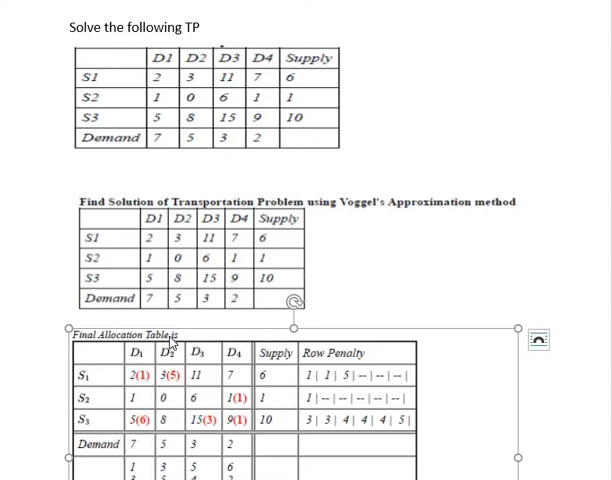 Solve the following TP
D1 D2 D3 D4 Supply
S1 2 3 11 7 6
S2 1 0 6 1 1
S3 5 8 15 9 10
Demand 7 5 3 2
Find Solution of Transportation Problem using Voggel's Approximation method
D1 D2 D3 D4 Supply
S1 2 3 11 7 6
S2 1 0 6 1 1
S3 5 8 15 9 10
Demand 7 5 3 2
Final Allocation Table is
D1 D2 D3 D4 Supply Row Penalty
S1 2(1) 3(5) 11 7 6 1 | 1 | 5 | -- | -- | -- |
S2 1 0 6 1(1) 1 1 | -- | -- | -- | -- | -- |
S3 5(6) 8 15(3) 9(1) 10 3 | 3 | 4 | 4 | 4 | 5 |
Demand 7 5 3 2
1 3 5 6